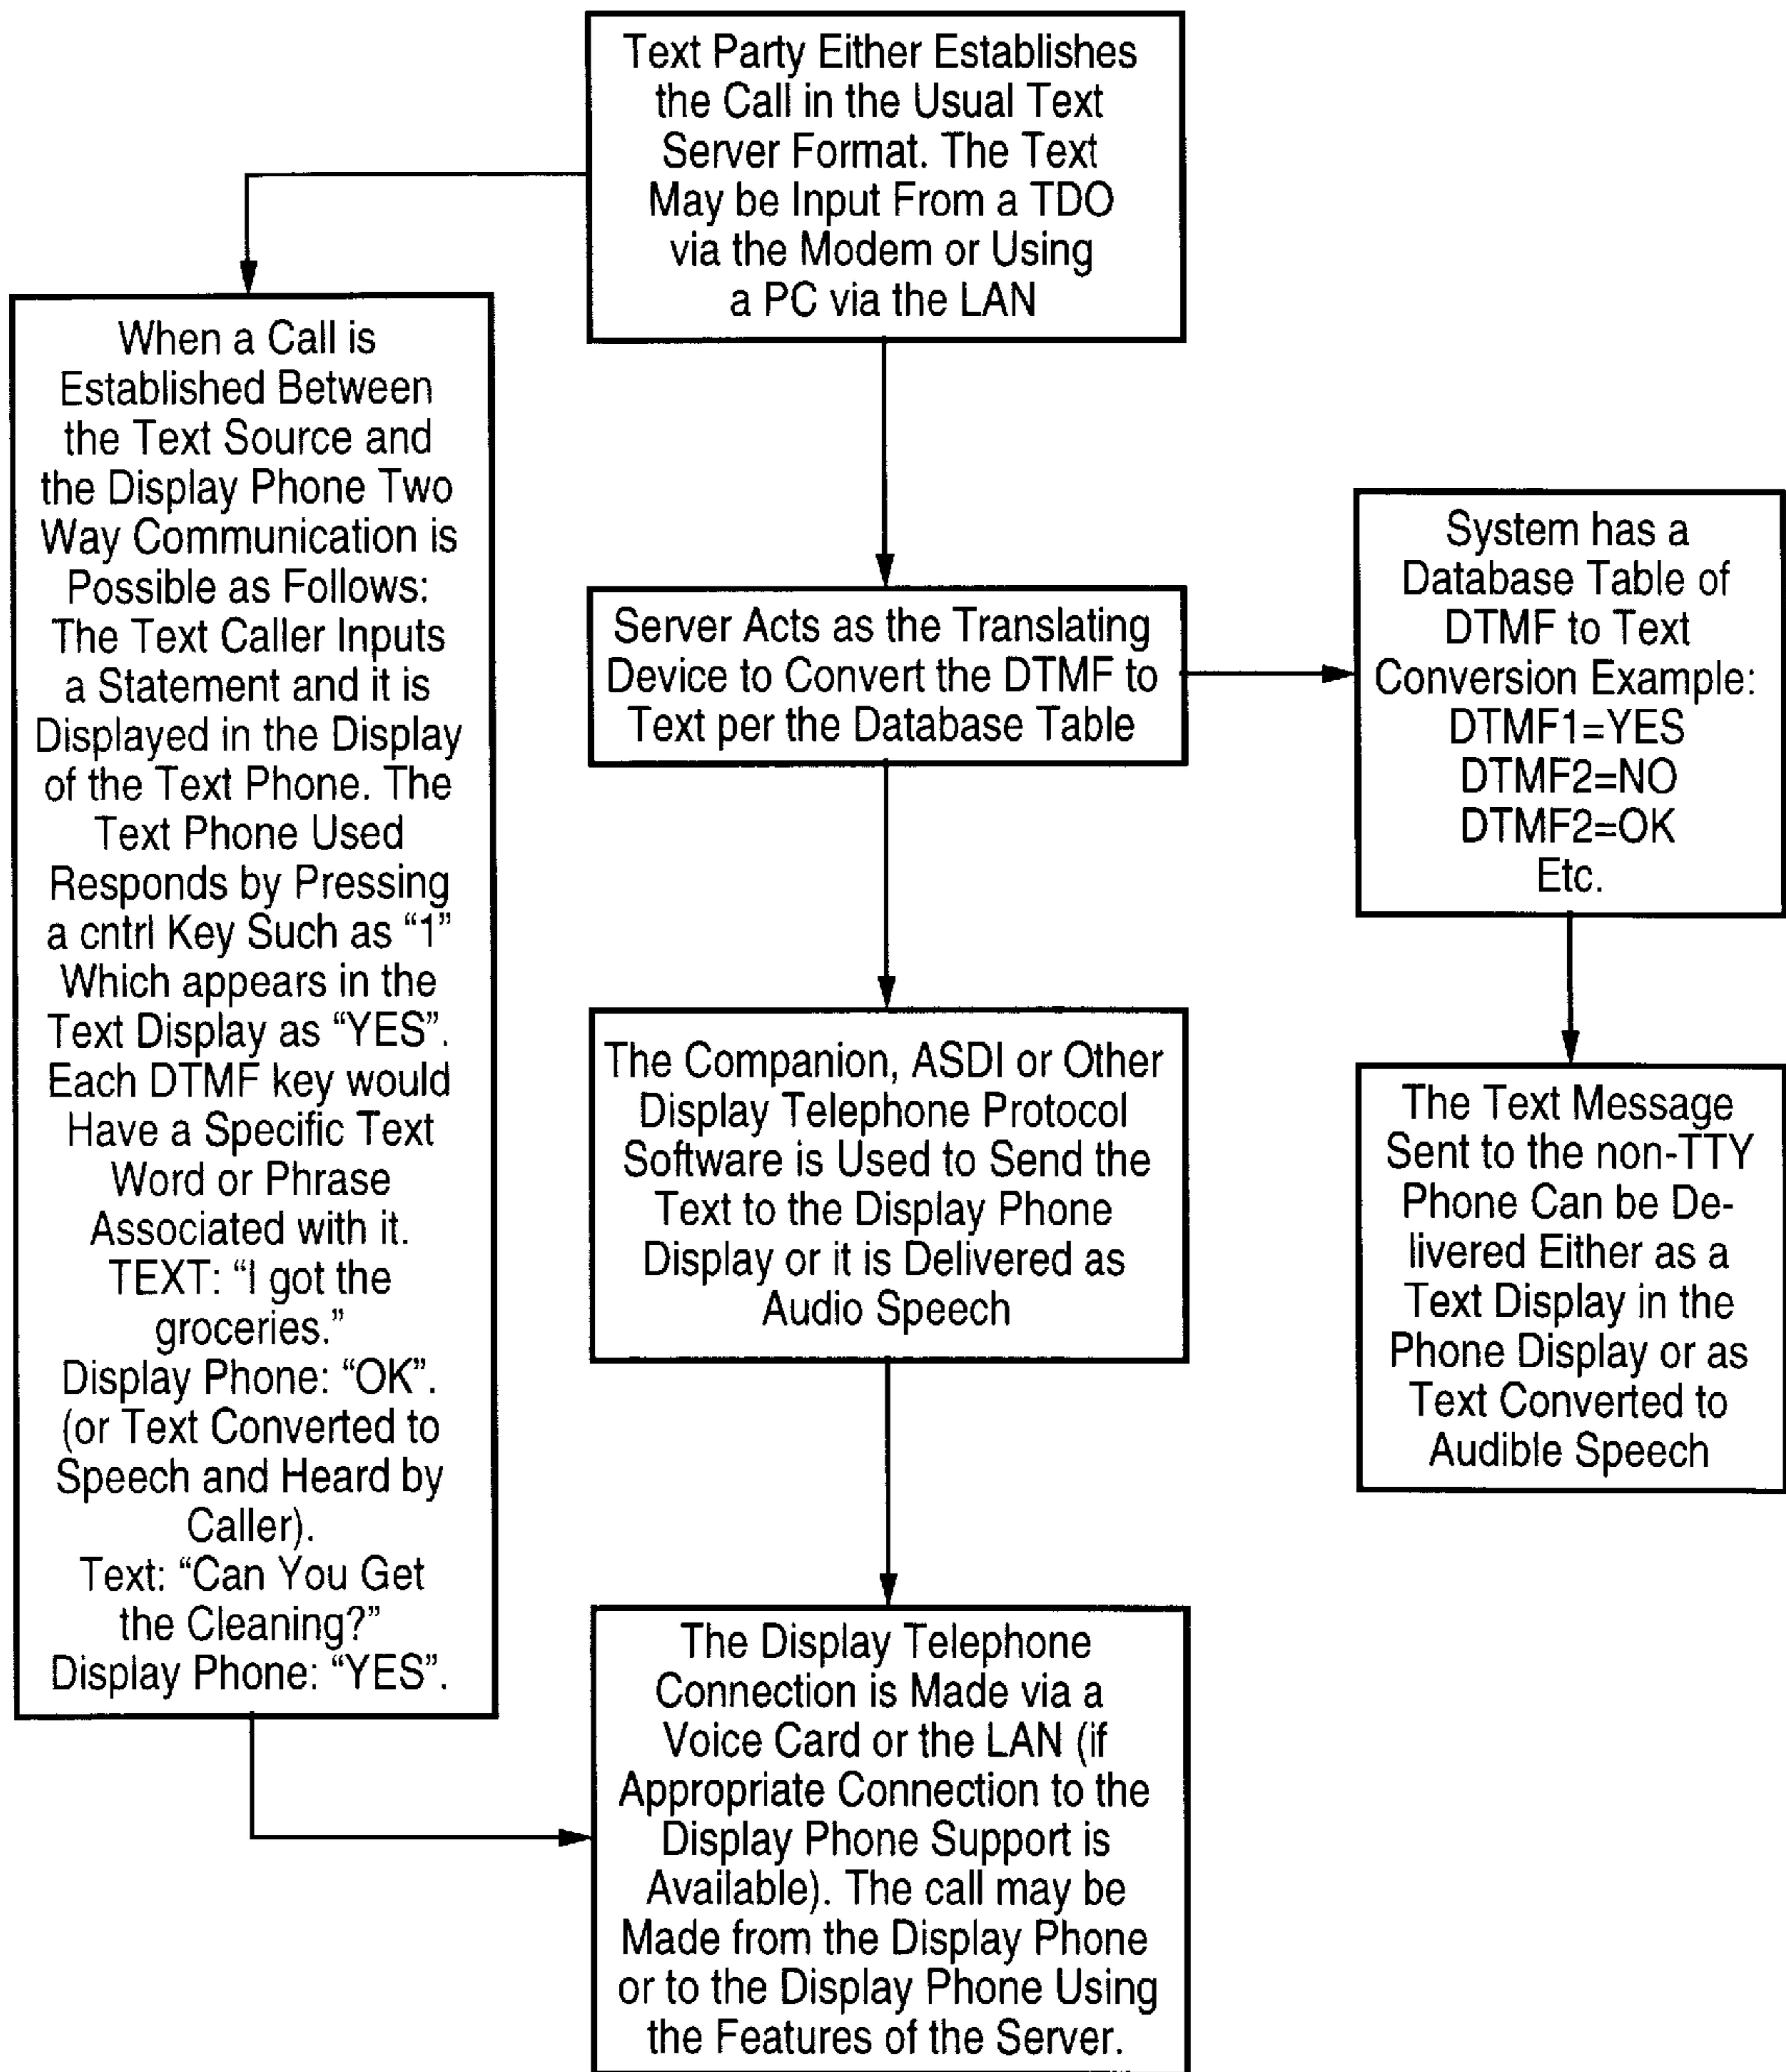 Text Party Either Establishes
the Call in the Usual Text
Server Format. The Text
May be Input From a TDO
via the Modem or Using
a PC via the LAN
When a Call is
Established Between
the Text Source and
the Display Phone Two
Way Communication is
Possible as Follows:
The Text Caller Inputs
a Statement and it is
Displayed in the Display
of the Text Phone. The
Text Phone Used
Responds by Pressing
a cntrl Key Such as “1”
Which appears in the
Text Display as “YES”.
Each DTMF key would
Have a Specific Text
Word or Phrase
Associated with it.
TEXT: “I got the
groceries.”
Display Phone: “OK”.
(or Text Converted to
Speech and Heard by
Caller).
Text: “Can You Get
the Cleaning?”
Display Phone: “YES”.
Server Acts as the Translating
Device to Convert the DTMF to
Text per the Database Table
System has a
Database Table of
DTMF to Text
Conversion Example:
DTMF1=YES
DTMF2=NO
DTMF2=OK
Etc.
The Companion, ASDI or Other
Display Telephone Protocol
Software is Used to Send the
Text to the Display Phone
Display or it is Delivered as
Audio Speech
The Text Message
Sent to the non-TTY
Phone Can be De-
livered Either as a
Text Display in the
Phone Display or as
Text Converted to
Audible Speech
The Display Telephone
Connection is Made via a
Voice Card or the LAN (if
Appropriate Connection to the
Display Phone Support is
Available). The call may be
Made from the Display Phone
or to the Display Phone Using
the Features of the Server.